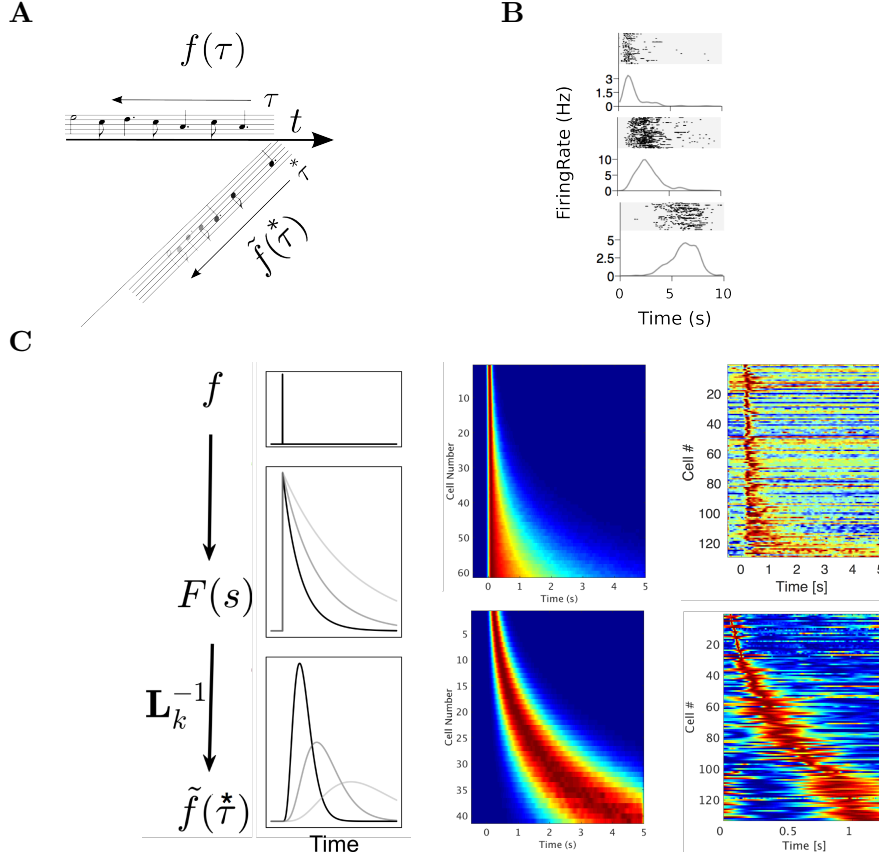 A
f(τ)
τ
t
*τ
f̃(*τ)
B
FiringRate (Hz)
3
1.5
0
10
5
0
5
2.5
0
0 5 10
Time (s)
C
f
F(s)
L_k^{-1}
f̃(*τ)
Time
Cell Number
10
20
30
40
50
60
0 1 2 3 4 5
Time (s)
Cell #
20
40
60
80
100
120
0 1 2 3 4 5
Time [s]
Cell Number
5
10
15
20
25
30
35
40
0 1 2 3 4 5
Time (s)
Cell #
20
40
60
80
100
120
0 0.5 1
Time [s]